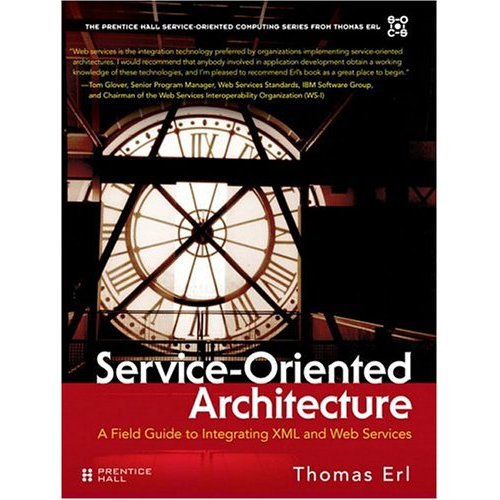 THE PRENTICE HALL SERVICE-ORIENTED COMPUTING SERIES FROM THOMAS ERL
S-O
C-S
"Web services is the integration technology preferred by organizations implementing service-oriented
architectures. I would recommend that anybody involved in application development obtain a working
knowledge of these technologies, and I'm pleased to recommend Erl's book as a great place to begin."
—Tom Glover, Senior Program Manager, Web Services Standards, IBM Software Group,
and Chairman of the Web Services Interoperability Organization (WS-I)
Service-Oriented
Architecture
A Field Guide to Integrating XML and Web Services
PRENTICE
HALL
Thomas Erl